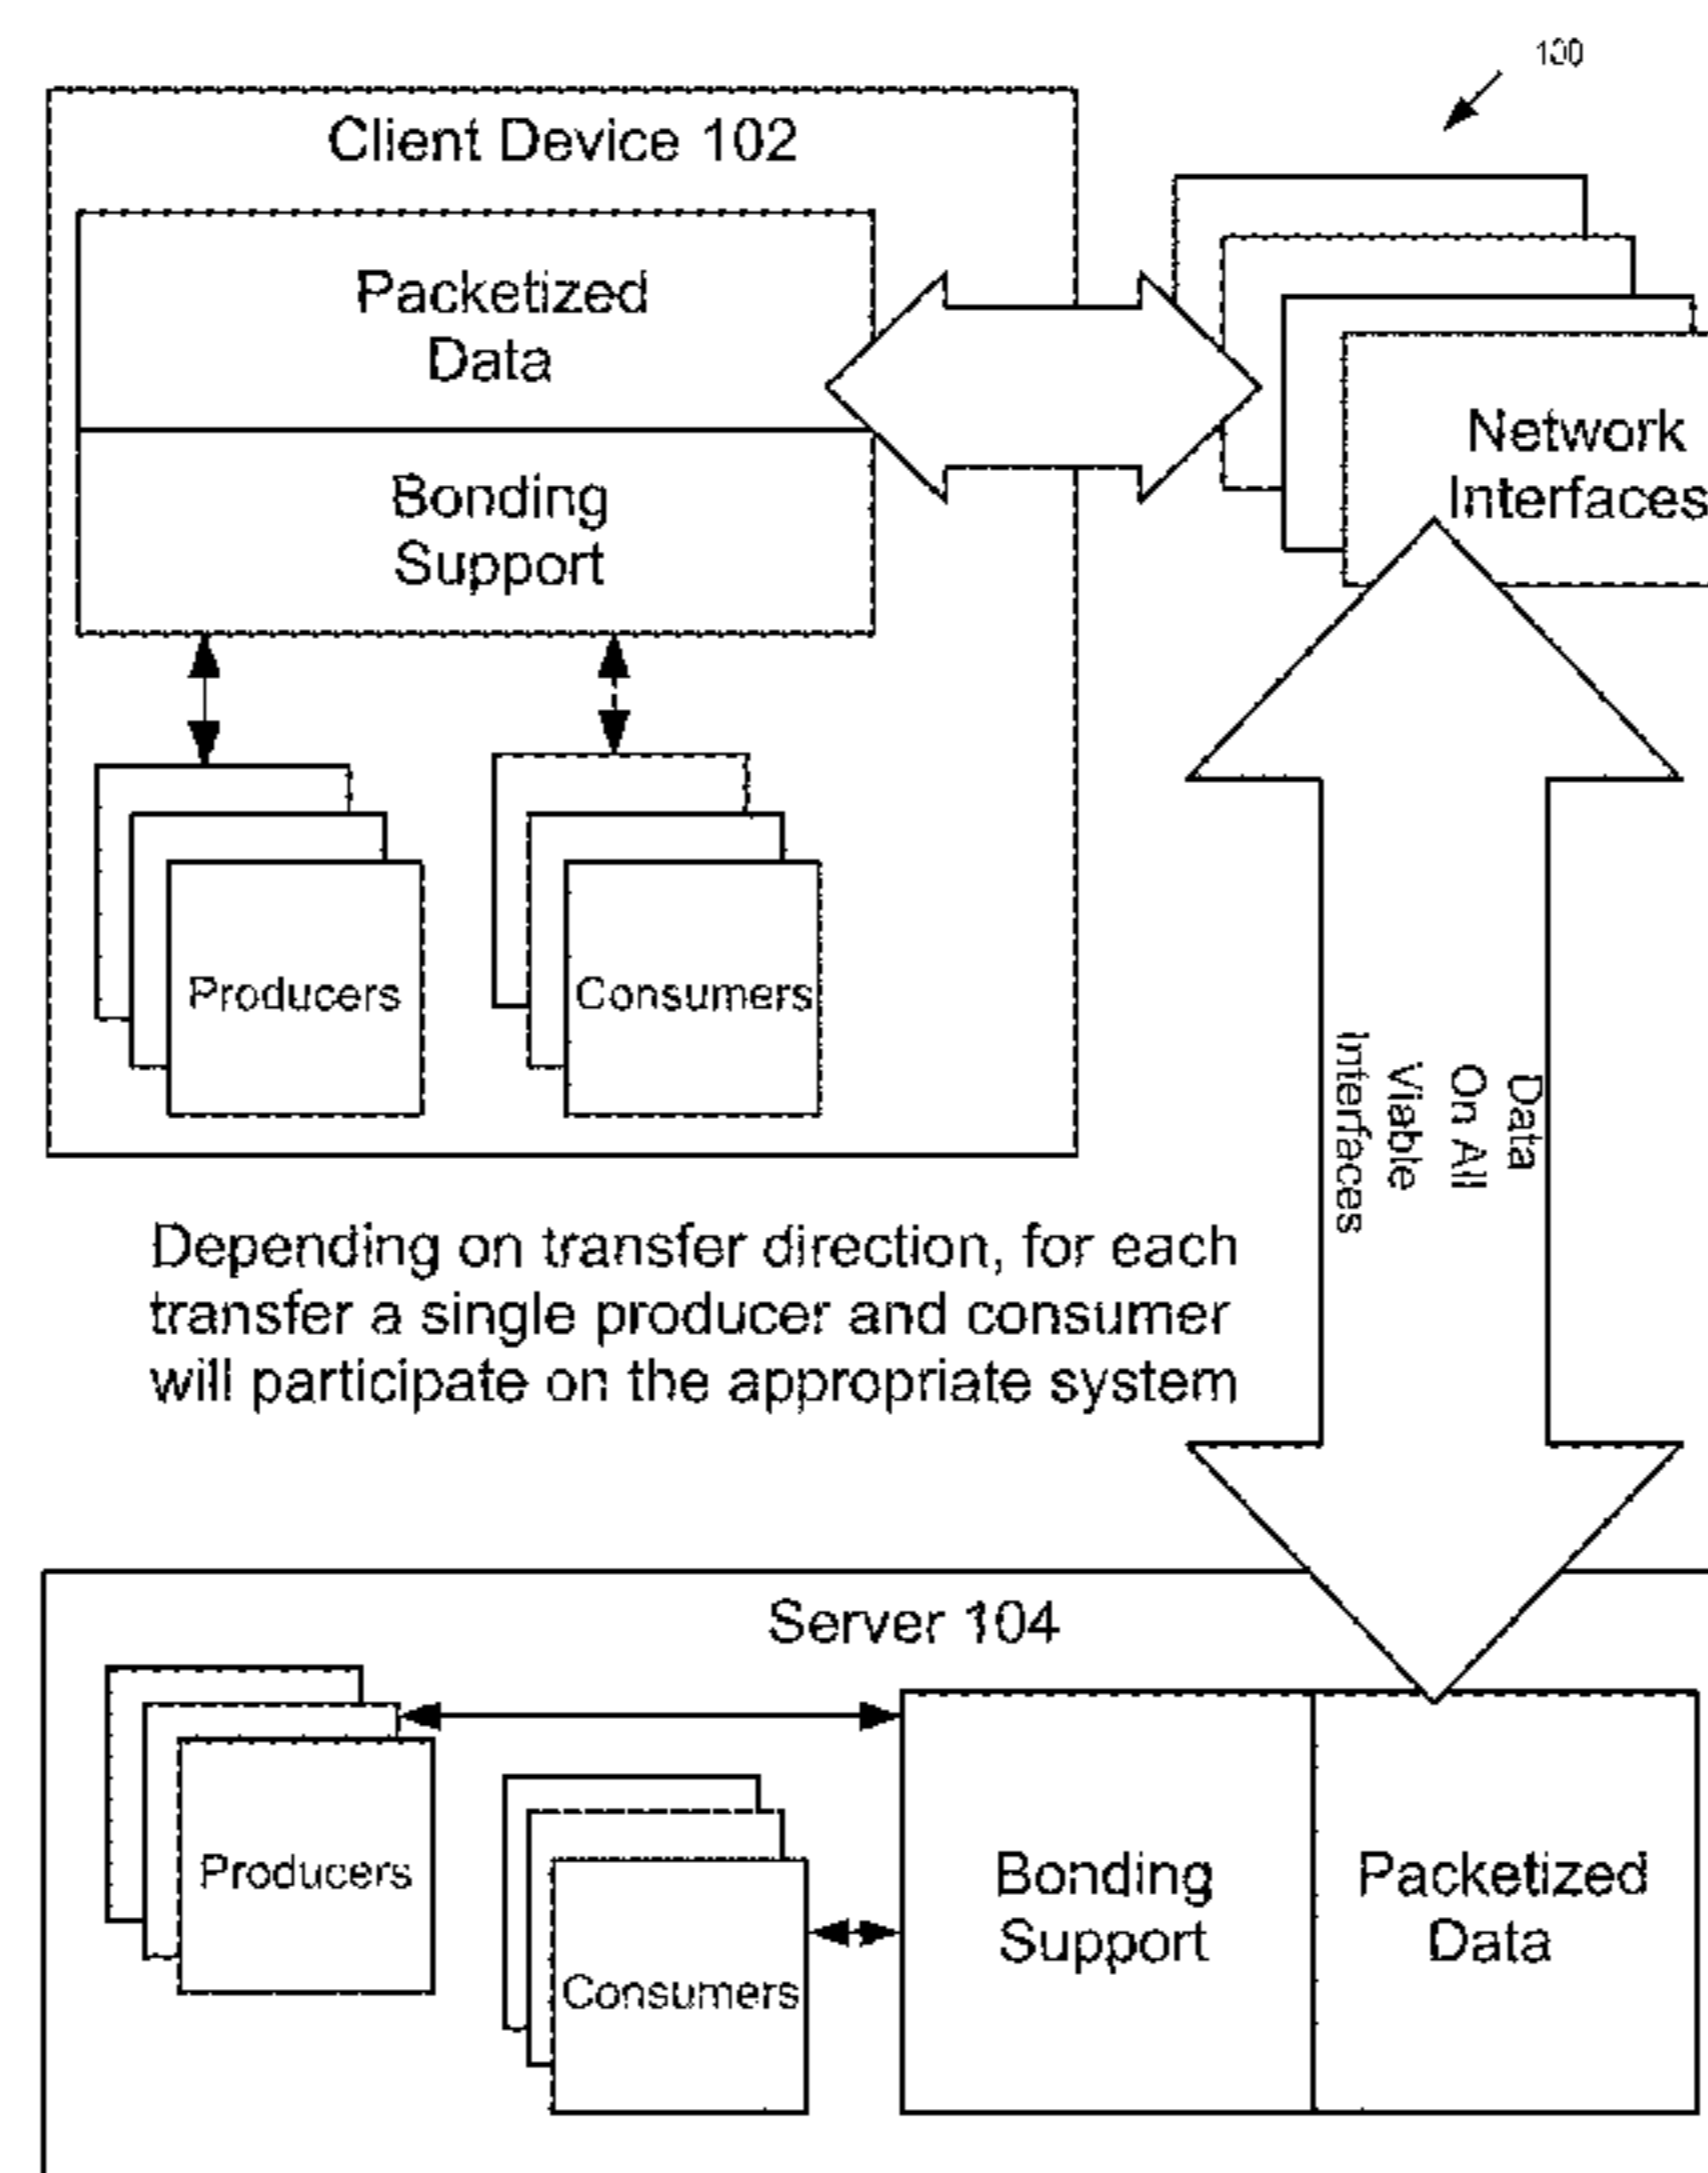 100
Client Device 102
Packetized
Data
Bonding
Support
Network
Interfaces
Producers
Consumers
Data
On All
Viable
Interfaces
Depending on transfer direction, for each
transfer a single producer and consumer
will participate on the appropriate system
Server 104
Producers
Consumers
Bonding
Support
Packetized
Data